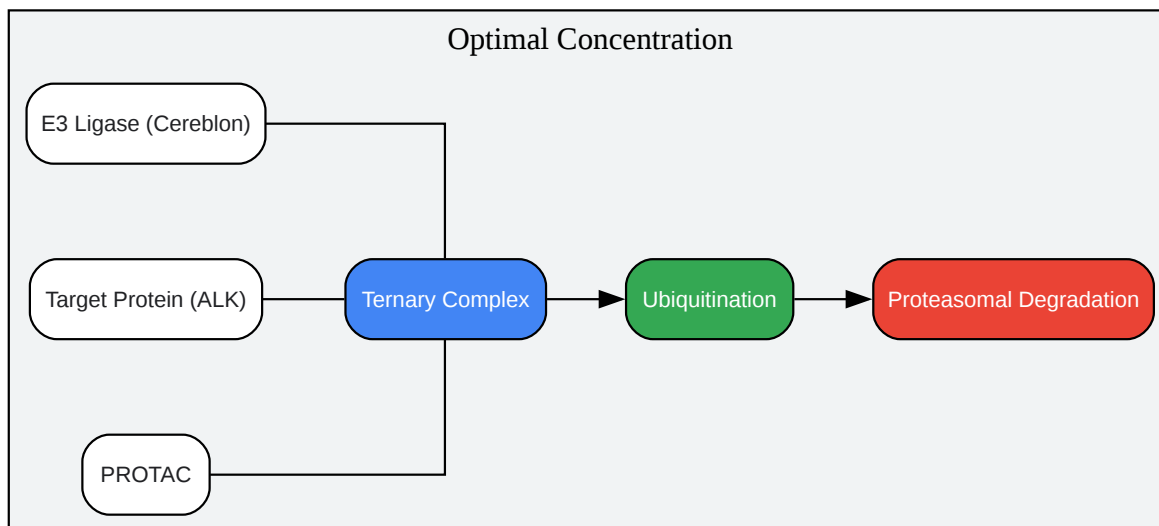 Optimal Concentration
E3 Ligase (Cereblon)
Target Protein (ALK)
Ternary Complex
Ubiquitination
Proteasomal Degradation
PROTAC